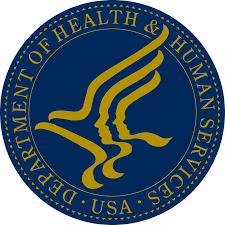 DEPARTMENT OF HEALTH & HUMAN SERVICES
· USA ·